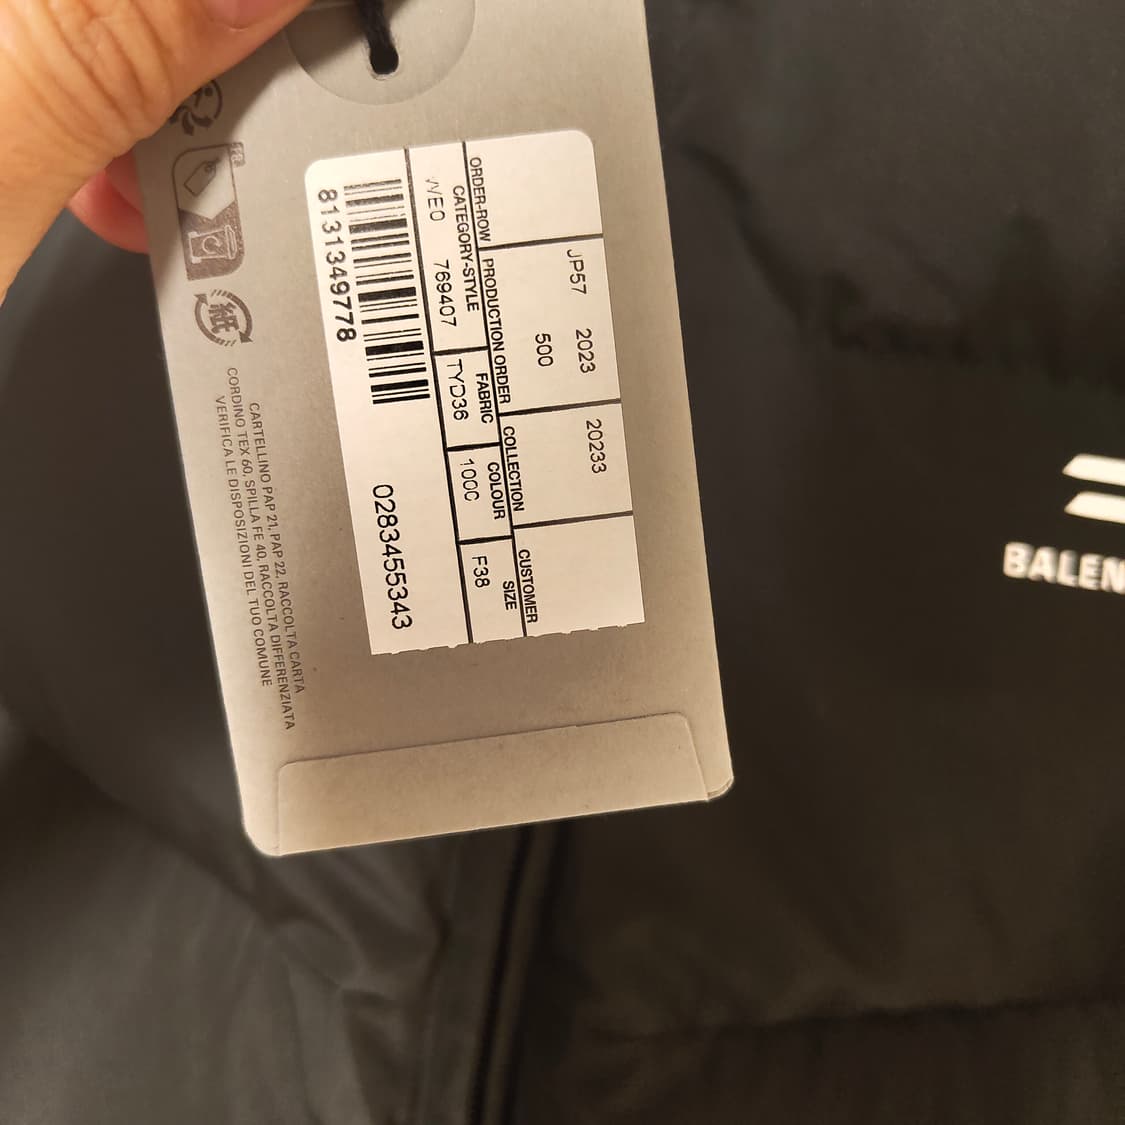 JP57 2023 20233
500
ORDER-ROW PRODUCTION ORDER COLLECTION CUSTOMER
CATEGORY-STYLE FABRIC COLOUR SIZE
769407 TYD36 F38
0283455343
8131349778
CARTELLINO PAP 21, PAP 22, RACCOLTA CARTA
CORDINO TEX 60, SPILLA FE 40, RACCOLTA DIFFERENZIATA
VERIFICA LE DISPOSIZIONI DEL TUO COMUNE
紙
FR
BALEN